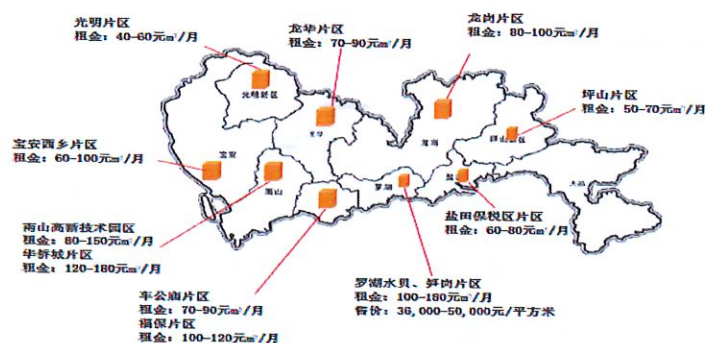 光明片区
租金：40-60元㎡/月
龙华片区
租金：70-90元㎡/月
龙岗片区
租金：80-100元㎡/月
坪山片区
租金：50-70元㎡/月
宝安西乡片区
租金：60-100元㎡/月
南山高新技术园区
租金：80-150元㎡/月
华侨城片区
租金：120-180元㎡/月
车公庙片区
租金：70-90元㎡/月
福保片区
租金：100-120元㎡/月
罗湖水贝、笋岗片区
租金：100-180元㎡/月
售价：36,000-50,000元/平方米
盐田保税区片区
租金：60-80元㎡/月
光明新区
宝安
南山
罗湖